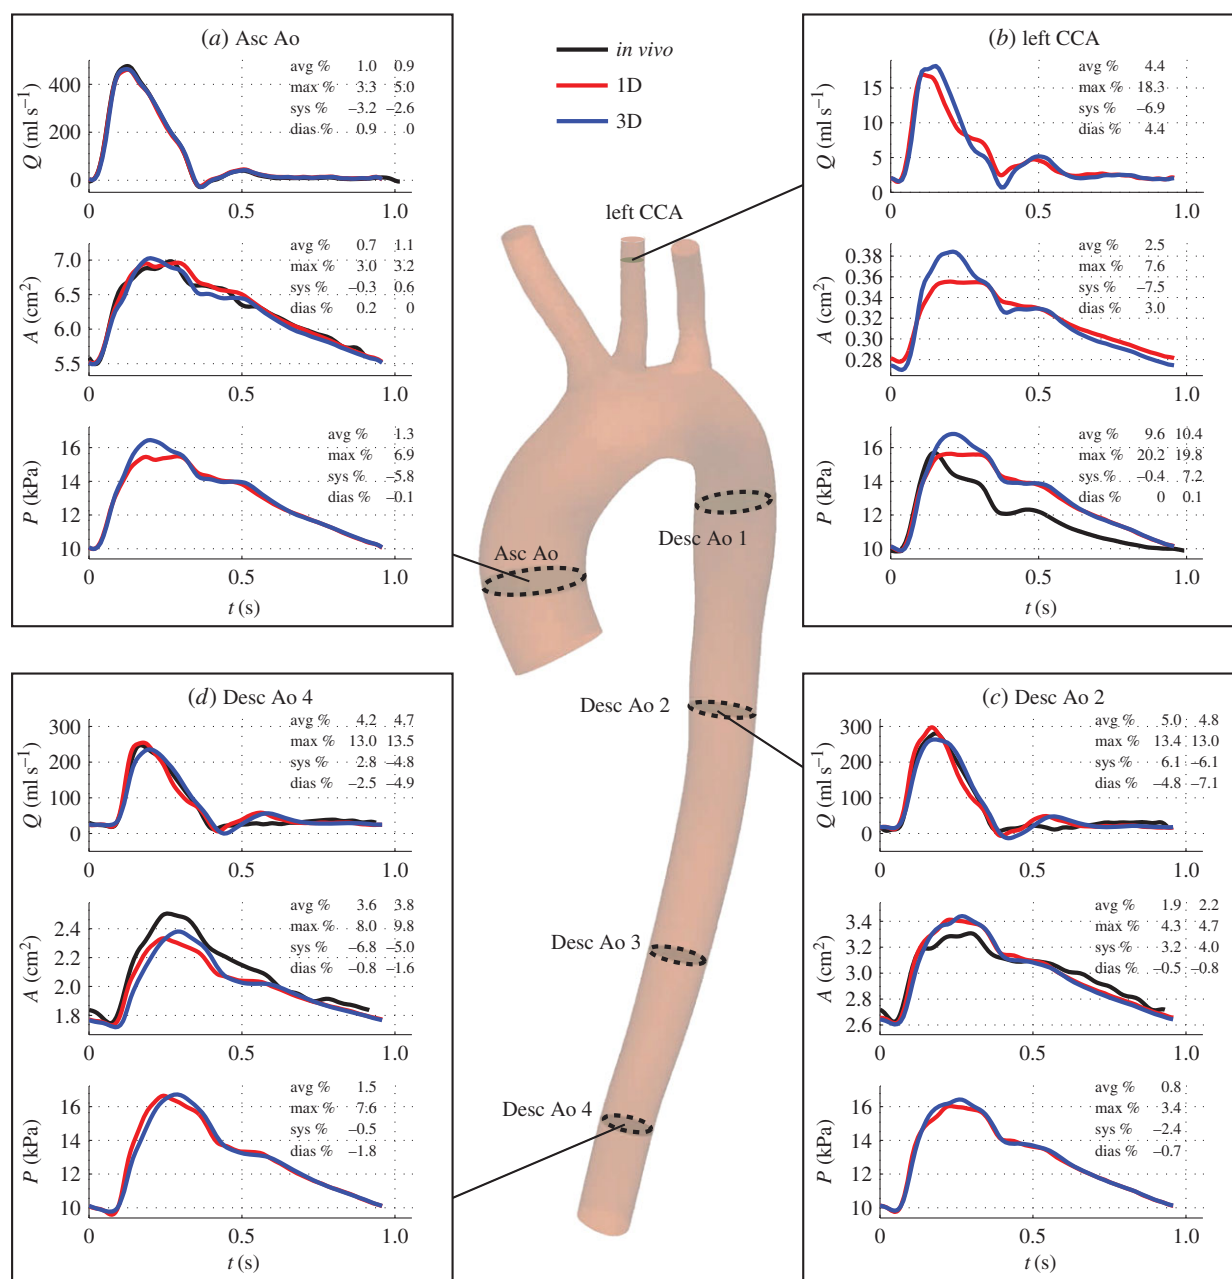 (a) Asc Ao
avg % 1.0 0.9
max % 3.3 5.0
sys % –3.2 –2.6
dias % 0.9 0
400
200
0
Q (ml s–1)
0 0.5 1.0
avg % 0.7 1.1
max % 3.0 3.2
sys % –0.3 0.6
dias % 0.2 0
7.0
6.5
6.0
5.5
A (cm2)
0 0.5 1.0
avg % 1.3
max % 6.9
sys % –5.8
dias % –0.1
16
14
12
10
P (kPa)
0 0.5 1.0
t (s)
in vivo
1D
3D
(b) left CCA
avg % 4.4
max % 18.3
sys % –6.9
dias % 4.4
15
10
5
0
Q (ml s–1)
0 0.5 1.0
avg % 2.5
max % 7.6
sys % –7.5
dias % 3.0
0.38
0.36
0.34
0.32
0.30
0.28
A (cm2)
0 0.5 1.0
avg % 9.6 10.4
max % 20.2 19.8
sys % –0.4 7.2
dias % 0 0.1
16
14
12
10
P (kPa)
0 0.5 1.0
t (s)
left CCA
Desc Ao 1
Asc Ao
Desc Ao 2
Desc Ao 3
Desc Ao 4
(d) Desc Ao 4
avg % 4.2 4.7
max % 13.0 13.5
sys % 2.8 –4.8
dias % –2.5 –4.9
300
200
100
0
Q (ml s–1)
0 0.5 1.0
avg % 3.6 3.8
max % 8.0 9.8
sys % –6.8 –5.0
dias % –0.8 –1.6
2.4
2.2
2.0
1.8
A (cm2)
0 0.5 1.0
avg % 1.5
max % 7.6
sys % –0.5
dias % –1.8
16
14
12
10
P (kPa)
0 0.5 1.0
t (s)
(c) Desc Ao 2
avg % 5.0 4.8
max % 13.4 13.0
sys % 6.1 –6.1
dias % –4.8 –7.1
300
200
100
0
Q (ml s–1)
0 0.5 1.0
avg % 1.9 2.2
max % 4.3 4.7
sys % 3.2 4.0
dias % –0.5 –0.8
3.4
3.2
3.0
2.8
2.6
A (cm2)
0 0.5 1.0
avg % 0.8
max % 3.4
sys % –2.4
dias % –0.7
16
14
12
10
P (kPa)
0 0.5 1.0
t (s)